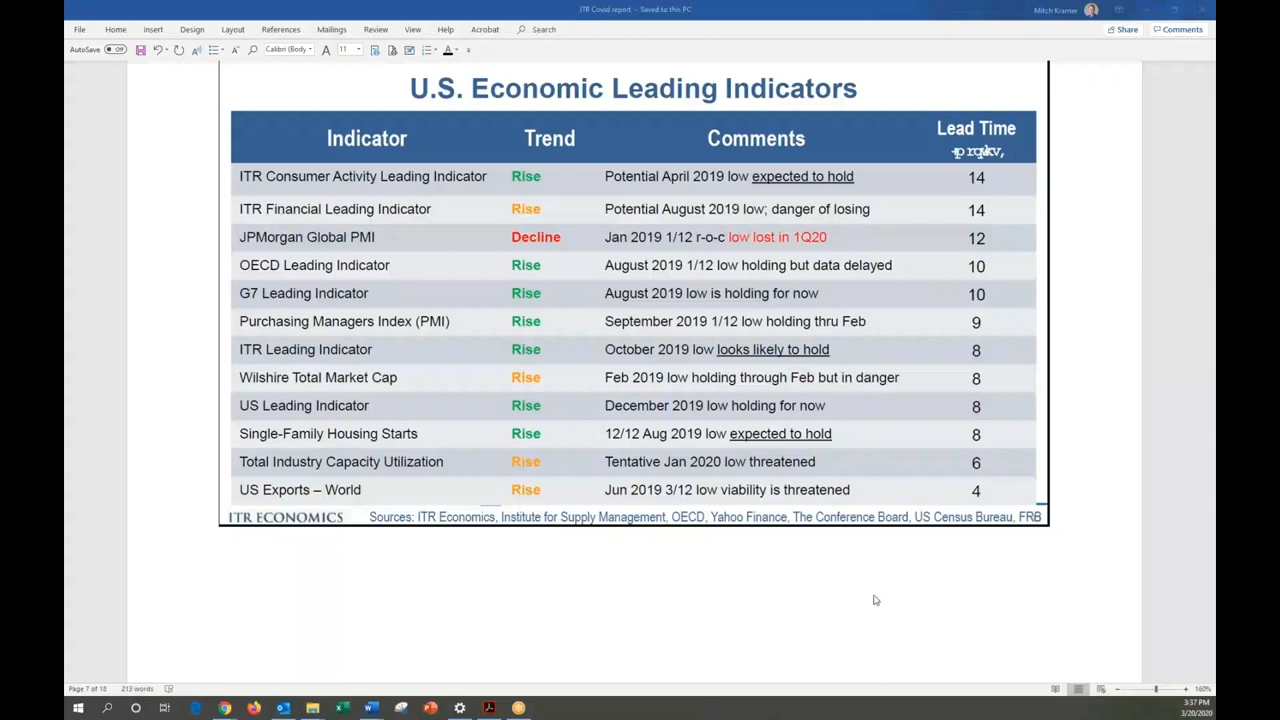 ITR Covid report - Saved to this PC
Mitch Kramer
File Home Insert Design Layout References Mailings Review View Help Acrobat Search Share Comments
AutoSave Off Calibri (Body 11
U.S. Economic Leading Indicators
Indicator Trend Comments Lead Time
ITR Consumer Activity Leading Indicator Rise Potential April 2019 low expected to hold 14
ITR Financial Leading Indicator Rise Potential August 2019 low; danger of losing 14
JPMorgan Global PMI Decline Jan 2019 1/12 r-o-c low lost in 1Q20 12
OECD Leading Indicator Rise August 2019 1/12 low holding but data delayed 10
G7 Leading Indicator Rise August 2019 low is holding for now 10
Purchasing Managers Index (PMI) Rise September 2019 1/12 low holding thru Feb 9
ITR Leading Indicator Rise October 2019 low looks likely to hold 8
Wilshire Total Market Cap Rise Feb 2019 low holding through Feb but in danger 8
US Leading Indicator Rise December 2019 low holding for now 8
Single-Family Housing Starts Rise 12/12 Aug 2019 low expected to hold 8
Total Industry Capacity Utilization Rise Tentative Jan 2020 low threatened 6
US Exports – World Rise Jun 2019 3/12 low viability is threatened 4
ITR ECONOMICS Sources: ITR Economics, Institute for Supply Management, OECD, Yahoo Finance, The Conference Board, US Census Bureau, FRB
Page 7 of 18 213 words 160%
3:37 PM
3/20/2020